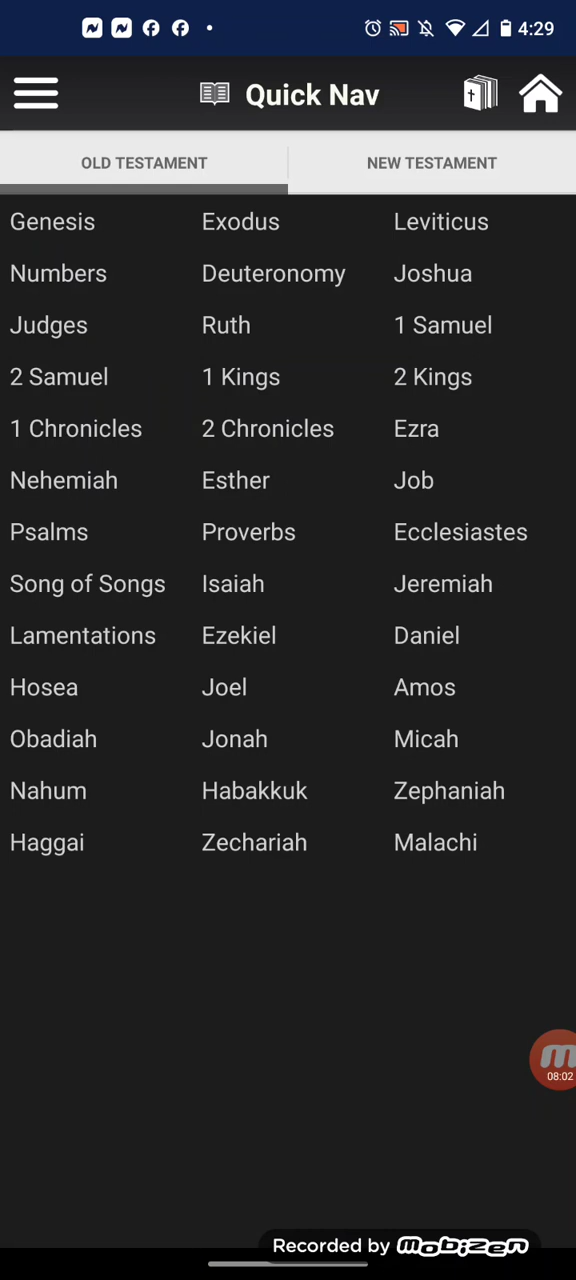 4:29
Quick Nav
OLD TESTAMENT NEW TESTAMENT
Genesis Exodus Leviticus
Numbers Deuteronomy Joshua
Judges Ruth 1 Samuel
2 Samuel 1 Kings 2 Kings
1 Chronicles 2 Chronicles Ezra
Nehemiah Esther Job
Psalms Proverbs Ecclesiastes
Song of Songs Isaiah Jeremiah
Lamentations Ezekiel Daniel
Hosea Joel Amos
Obadiah Jonah Micah
Nahum Habakkuk Zephaniah
Haggai Zechariah Malachi
08:02
Recorded by mobizen